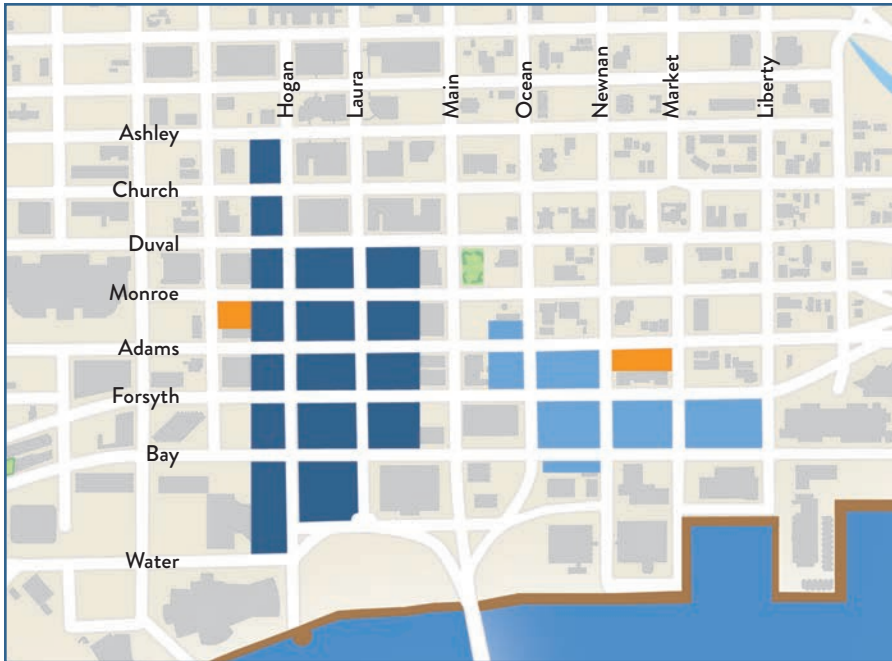 Hogan
Laura
Main
Ocean
Newnan
Market
Liberty
Ashley
Church
Duval
Monroe
Adams
Forsyth
Bay
Water